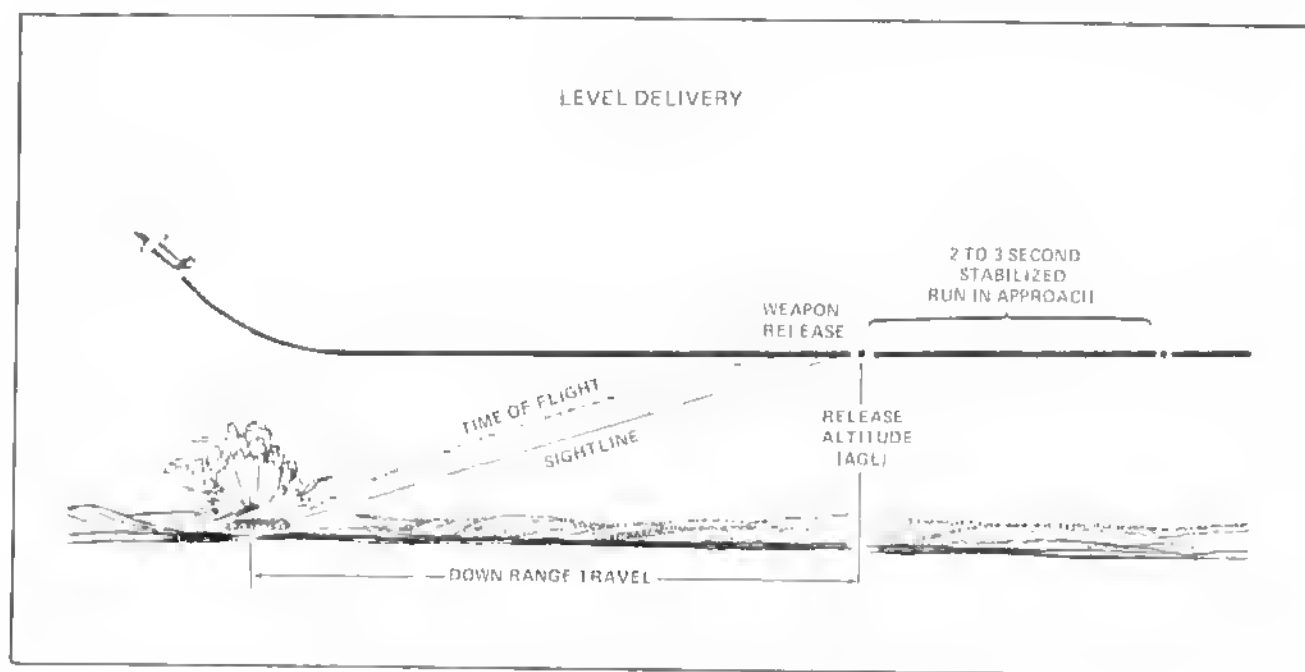 LEVEL DELIVERY
2 TO 3 SECOND
STABILIZED
RUN IN APPROACH
WEAPON
RELEASE
TIME OF FLIGHT
SIGHTLINE
RELEASE
ALTITUDE
(AGL)
DOWN RANGE TRAVEL